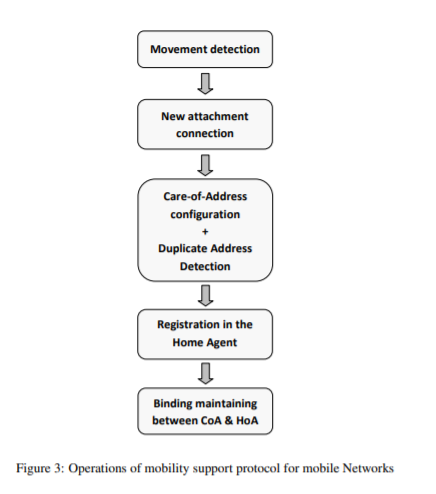 Movement detection
New attachment
connection
Care-of-Address
configuration
+
Duplicate Address
Detection
Registration in the
Home Agent
Binding maintaining
between CoA & HoA
Figure 3: Operations of mobility support protocol for mobile Networks